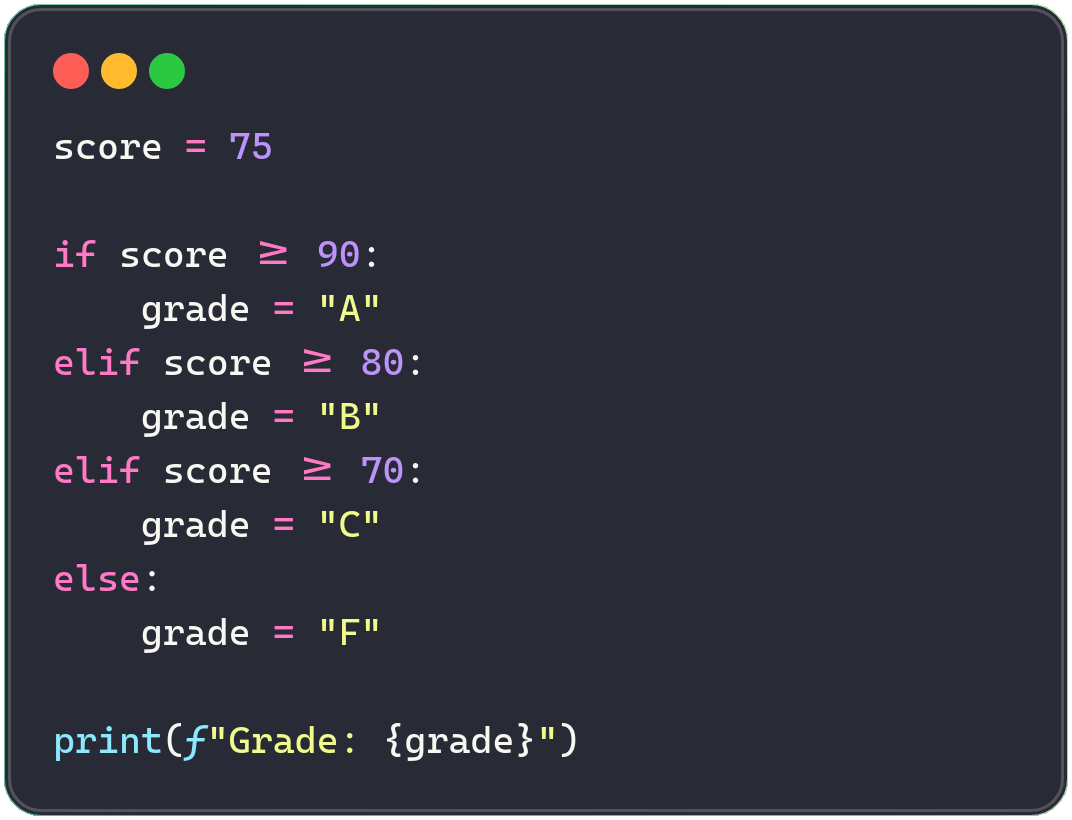 score = 75

if score ≥ 90:
    grade = "A"
elif score ≥ 80:
    grade = "B"
elif score ≥ 70:
    grade = "C"
else:
    grade = "F"

print(f"Grade: {grade}")